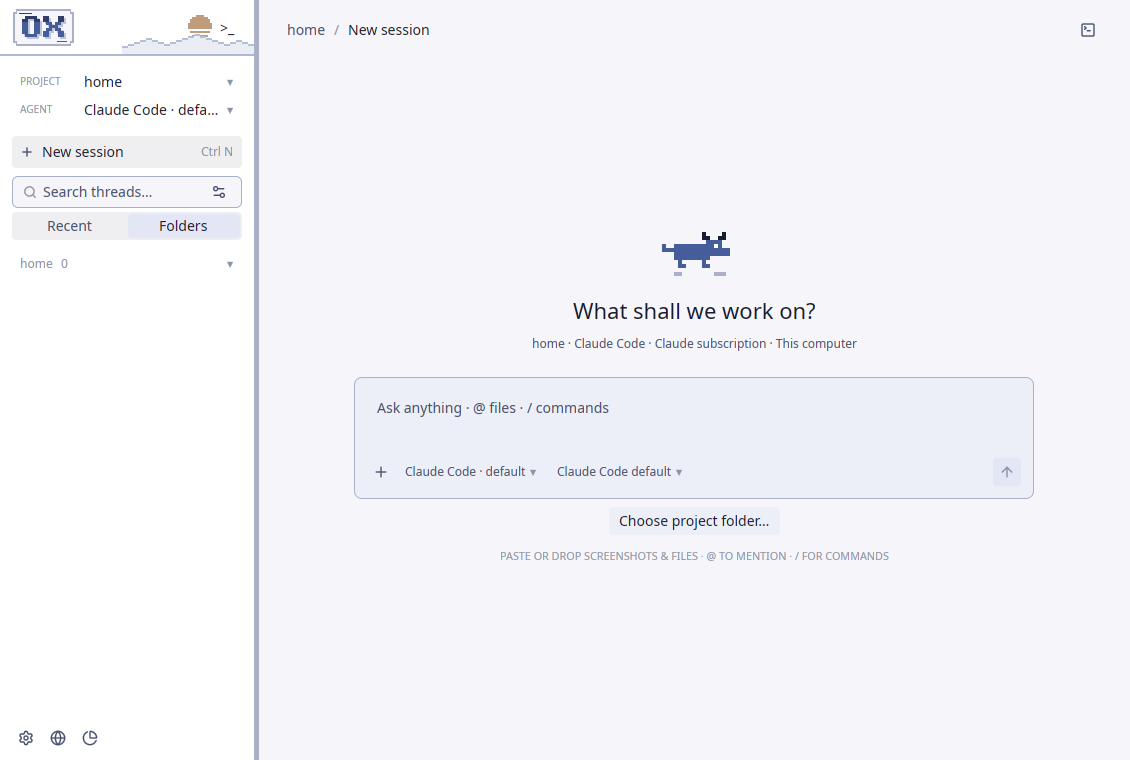 OX
>_
PROJECT home ▾
AGENT Claude Code · defa... ▾
+ New session Ctrl N
Search threads...
Recent Folders
home 0 ▾
home / New session
What shall we work on?
home · Claude Code · Claude subscription · This computer
Ask anything · @ files · / commands
+ Claude Code · default ▾ Claude Code default ▾
Choose project folder...
PASTE OR DROP SCREENSHOTS & FILES · @ TO MENTION · / FOR COMMANDS